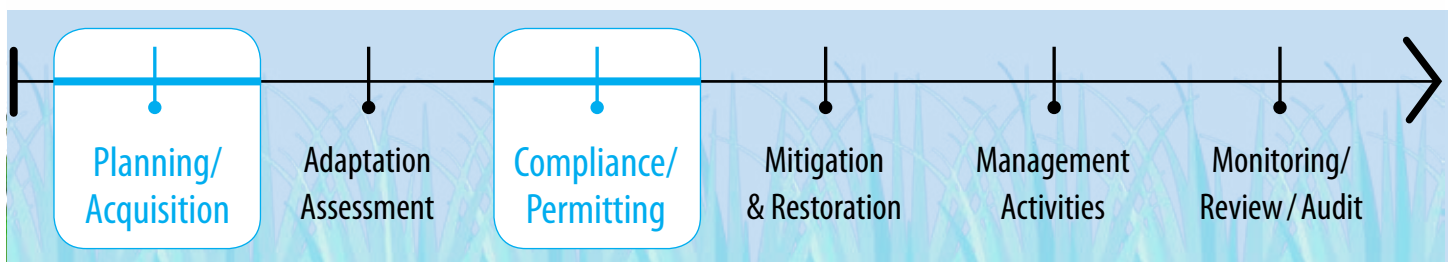 Planning/
Acquisition
Adaptation
Assessment
Compliance/
Permitting
Mitigation
& Restoration
Management
Activities
Monitoring/
Review / Audit